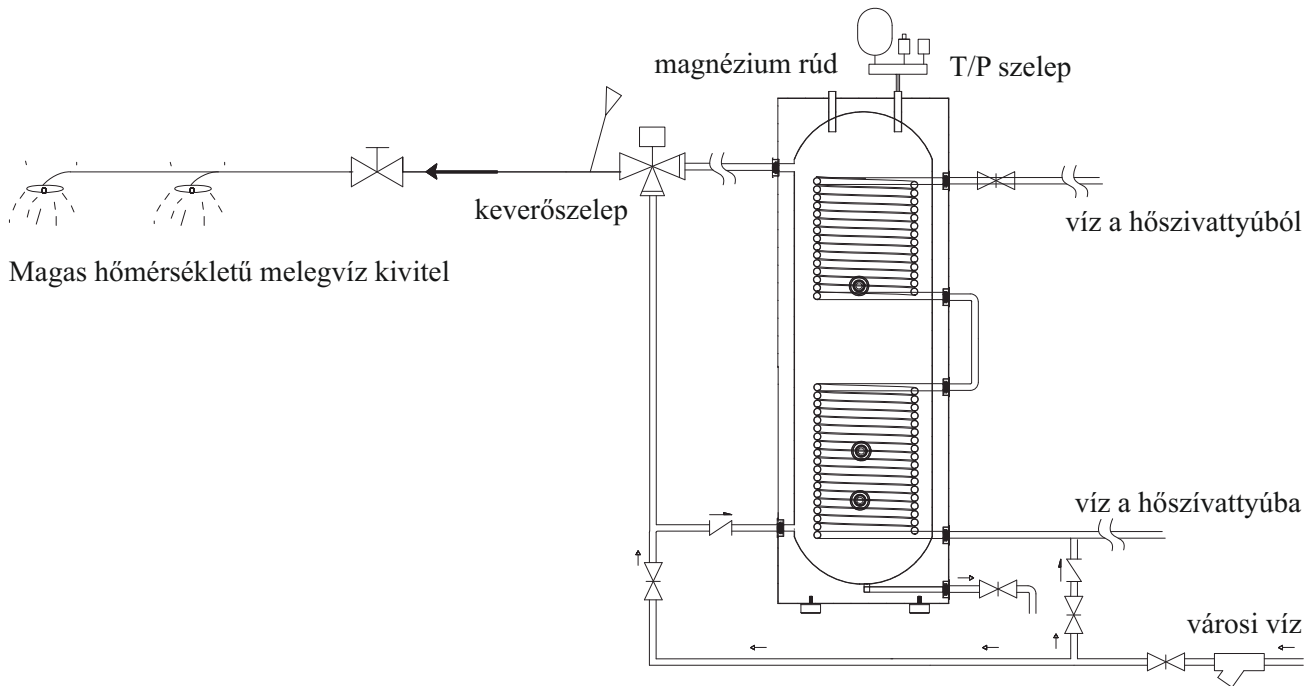 magnézium rúd
T/P szelep
keverőszelep
víz a hőszivattyúból
Magas hőmérsékletű melegvíz kivitel
víz a hőszívattyúba
városi víz